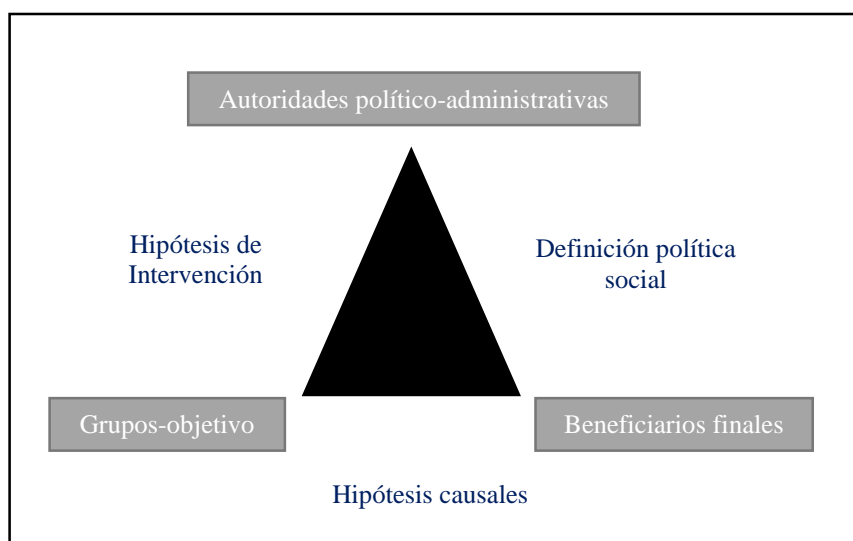 Autoridades político-administrativas
Hipótesis de
Intervención
Definición política
social
Grupos-objetivo
Beneficiarios finales
Hipótesis causales